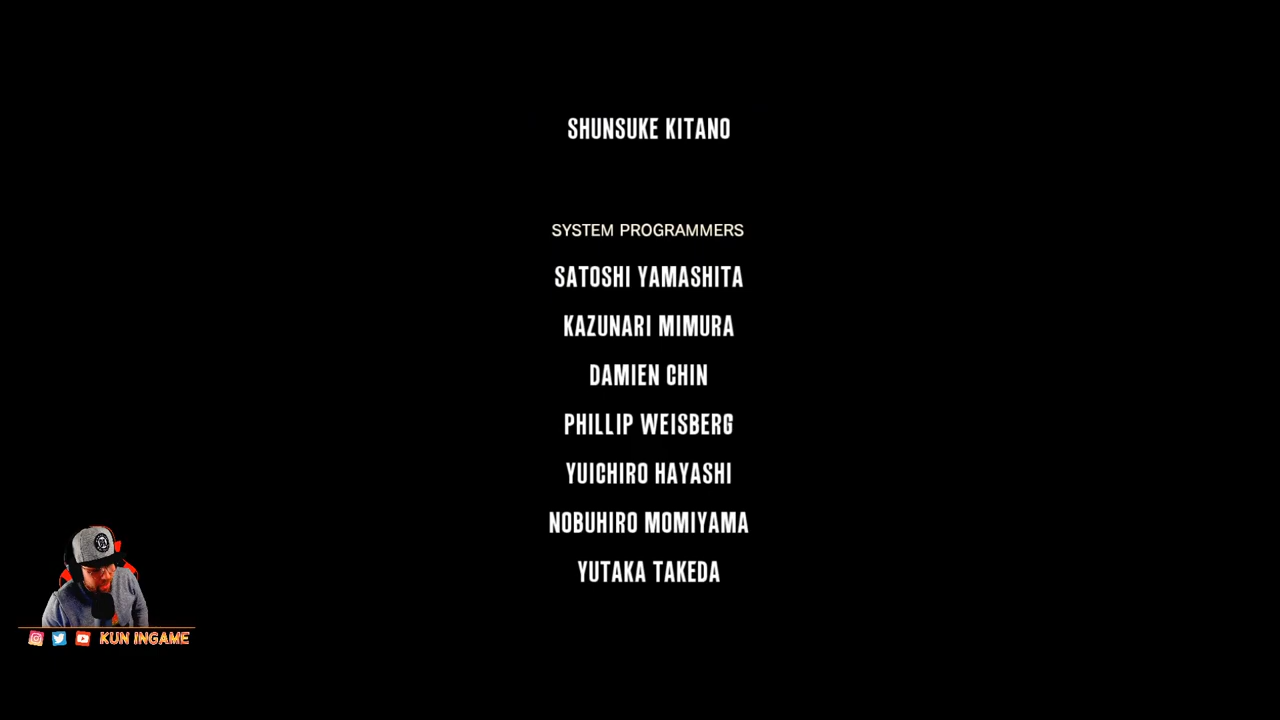 SHUNSUKE KITANO
SYSTEM PROGRAMMERS
SATOSHI YAMASHITA
KAZUNARI MIMURA
DAMIEN CHIN
PHILLIP WEISBERG
YUICHIRO HAYASHI
NOBUHIRO MOMIYAMA
YUTAKA TAKEDA
KUN INGAME